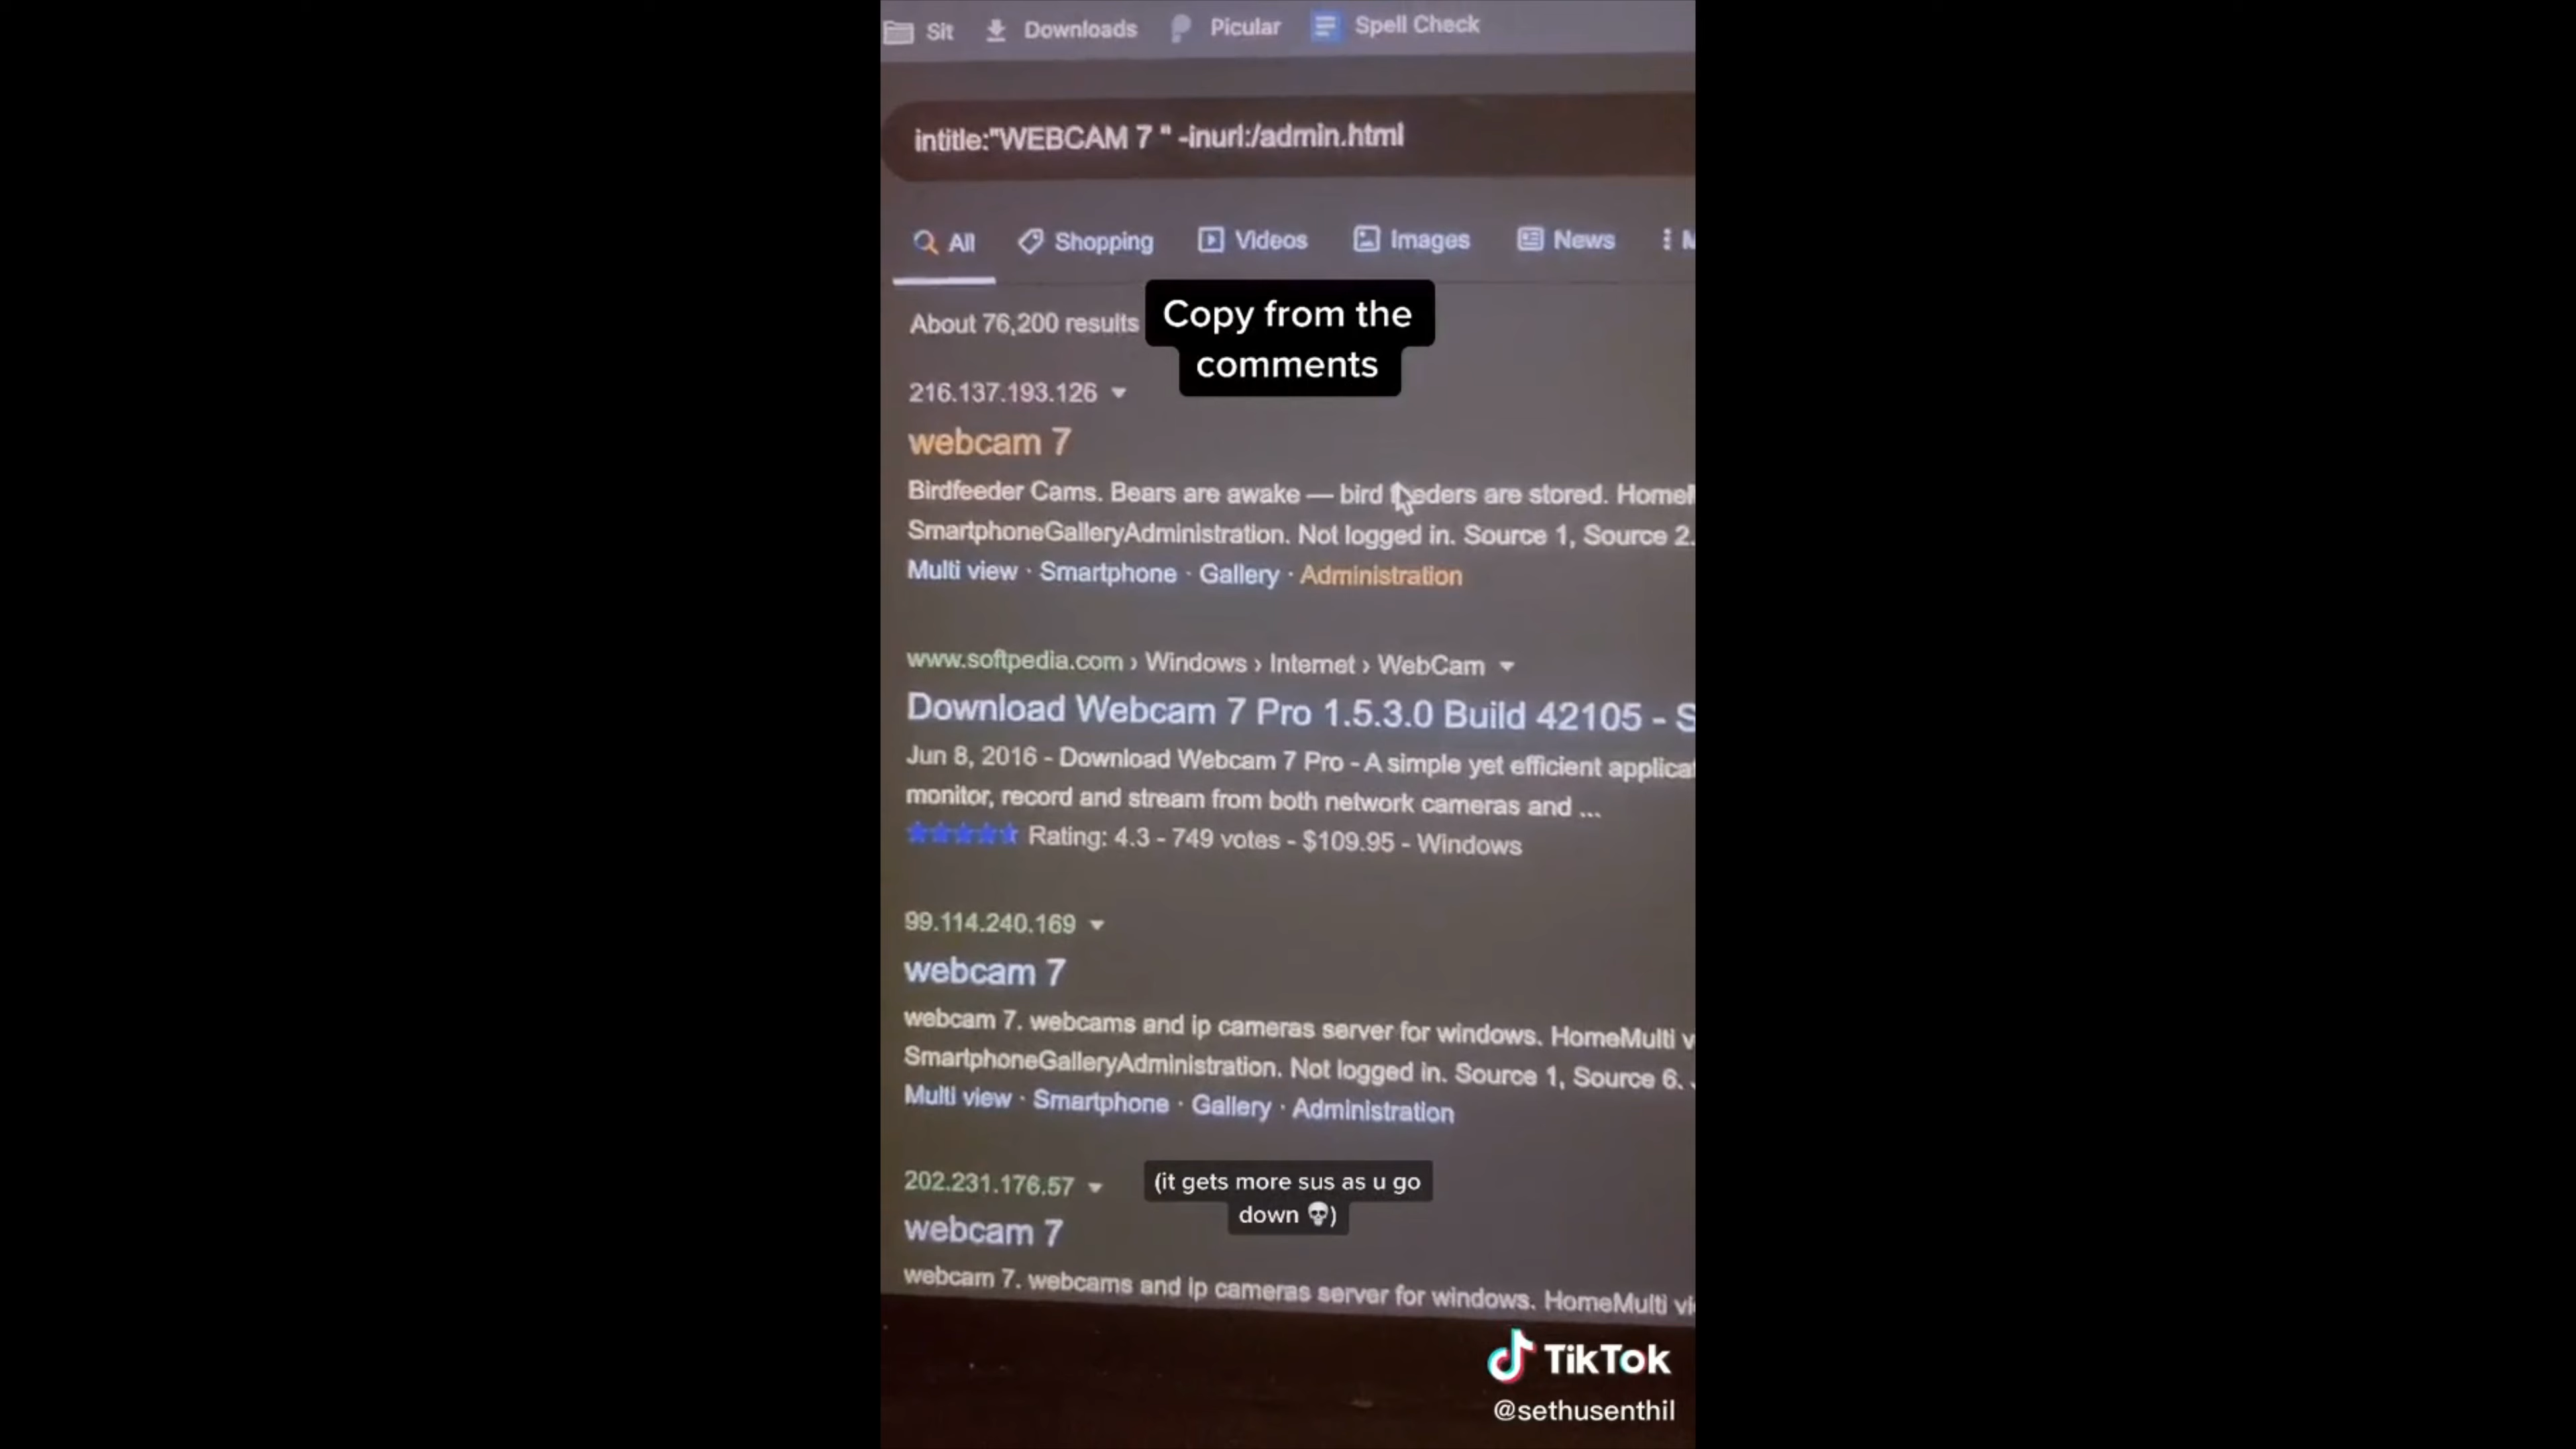 Sit Downloads Picular Spell Check
intitle:"WEBCAM 7 " -inurl:/admin.html
All Shopping Videos Images News
About 76,200 results
Copy from the
comments
216.137.193.126
webcam 7
Birdfeeder Cams. Bears are awake — bird feeders are stored. HomeM
SmartphoneGalleryAdministration. Not logged in. Source 1, Source 2.
Multi view · Smartphone · Gallery · Administration
www.softpedia.com › Windows › Internet › WebCam
Download Webcam 7 Pro 1.5.3.0 Build 42105 - S
Jun 8, 2016 - Download Webcam 7 Pro - A simple yet efficient applicat
monitor, record and stream from both network cameras and ...
Rating: 4.3 - 749 votes - $109.95 - Windows
99.114.240.169
webcam 7
webcam 7. webcams and ip cameras server for windows. HomeMulti v
SmartphoneGalleryAdministration. Not logged in. Source 1, Source 6.
Multi view · Smartphone · Gallery · Administration
202.231.176.57
(it gets more sus as u go
down 💀)
webcam 7
webcam 7. webcams and ip cameras server for windows. HomeMulti vi
TikTok
@sethusenthil